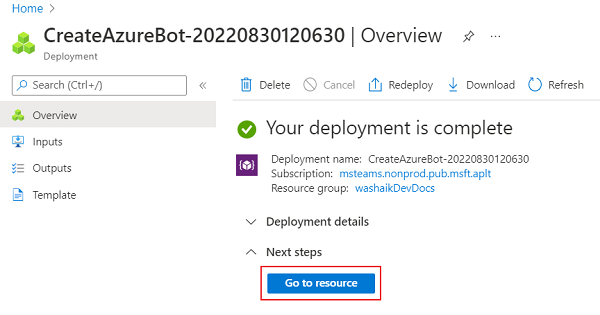 Home >
CreateAzureBot-20220830120630 | Overview ...
Deployment
Search (Ctrl+/) «
Overview
Inputs
Outputs
Template
Delete Cancel Redeploy Download Refresh
Your deployment is complete
Deployment name: CreateAzureBot-20220830120630
Subscription: msteams.nonprod.pub.msft.aplt
Resource group: washaikDevDocs
Deployment details
Next steps
Go to resource